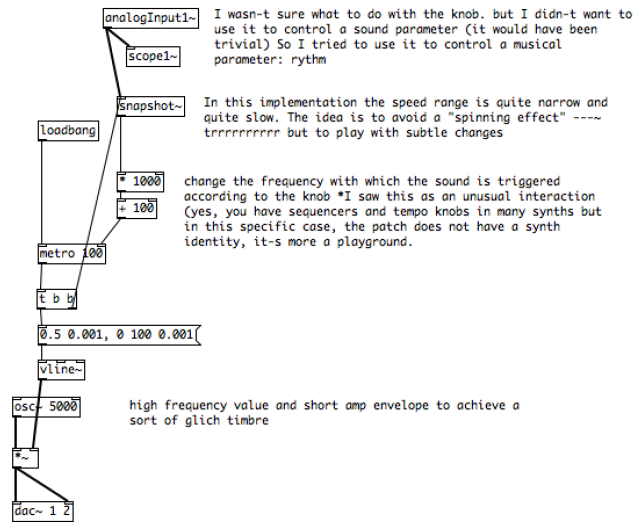 analogInput1~
I wasn-t sure what to do with the knob. but I didn-t want to
use it to control a sound parameter (it would have been
trivial) So I tried to use it to control a musical
parameter: rythm
scope1~
snapshot~
In this implementation the speed range is quite narrow and
quite slow. The idea is to avoid a "spinning effect" ---~
trrrrrrrrrr but to play with subtle changes
loadbang
* 1000
change the frequency with which the sound is triggered
according to the knob *I saw this as an unusual interaction
(yes, you have sequencers and tempo knobs in many synths but
in this specific case, the patch does not have a synth
identity, it-s more a playground.
+ 100
metro 100
t b b
0.5 0.001, 0 100 0.001
vline~
osc~ 5000
high frequency value and short amp envelope to achieve a
sort of glich timbre
*~
dac~ 1 2